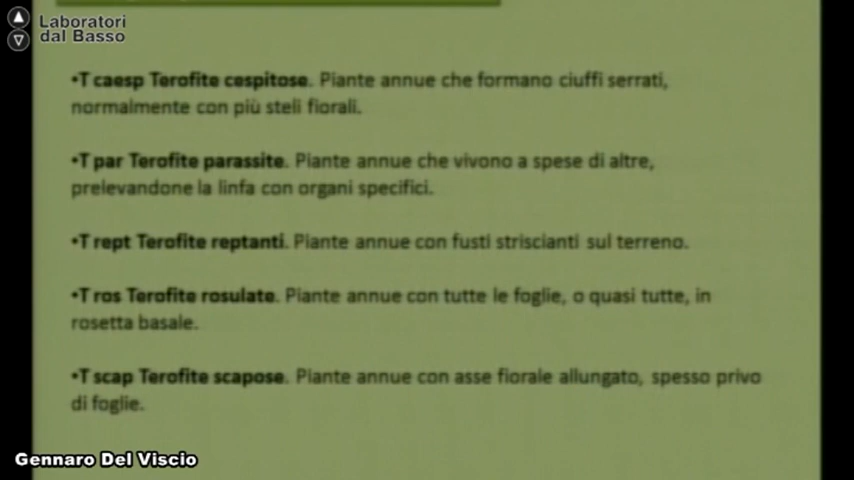 Laboratori
dal Basso
•T caesp Terofite cespitose. Piante annue che formano ciuffi serrati,
normalmente con più steli fiorali.
•T par Terofite parassite. Piante annue che vivono a spese di altre,
prelevandone la linfa con organi specifici.
•T rept Terofite reptanti. Piante annue con fusti striscianti sul terreno.
•T ros Terofite rosulate. Piante annue con tutte le foglie, o quasi tutte, in
rosetta basale.
•T scap Terofite scapose. Piante annue con asse fiorale allungato, spesso privo
di foglie.
Gennaro Del Viscio